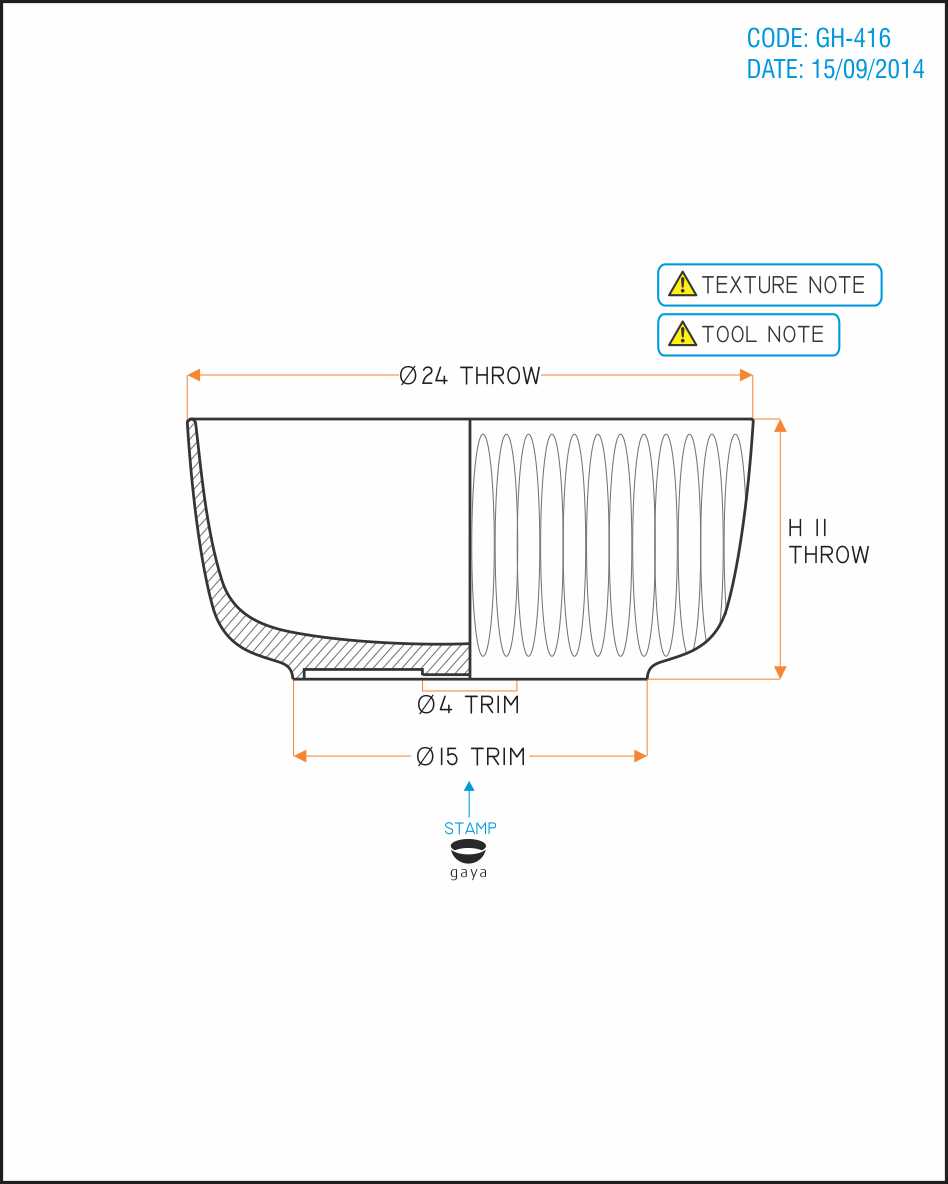 CODE: GH-416
DATE: 15/09/2014
TEXTURE NOTE
TOOL NOTE
Ø24 THROW
H 11
THROW
Ø4 TRIM
Ø15 TRIM
STAMP
gaya